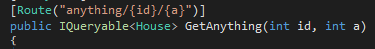 [Route("anything/{id}/{a}")]
public IQueryable<House> GetAnything(int id, int a)
{